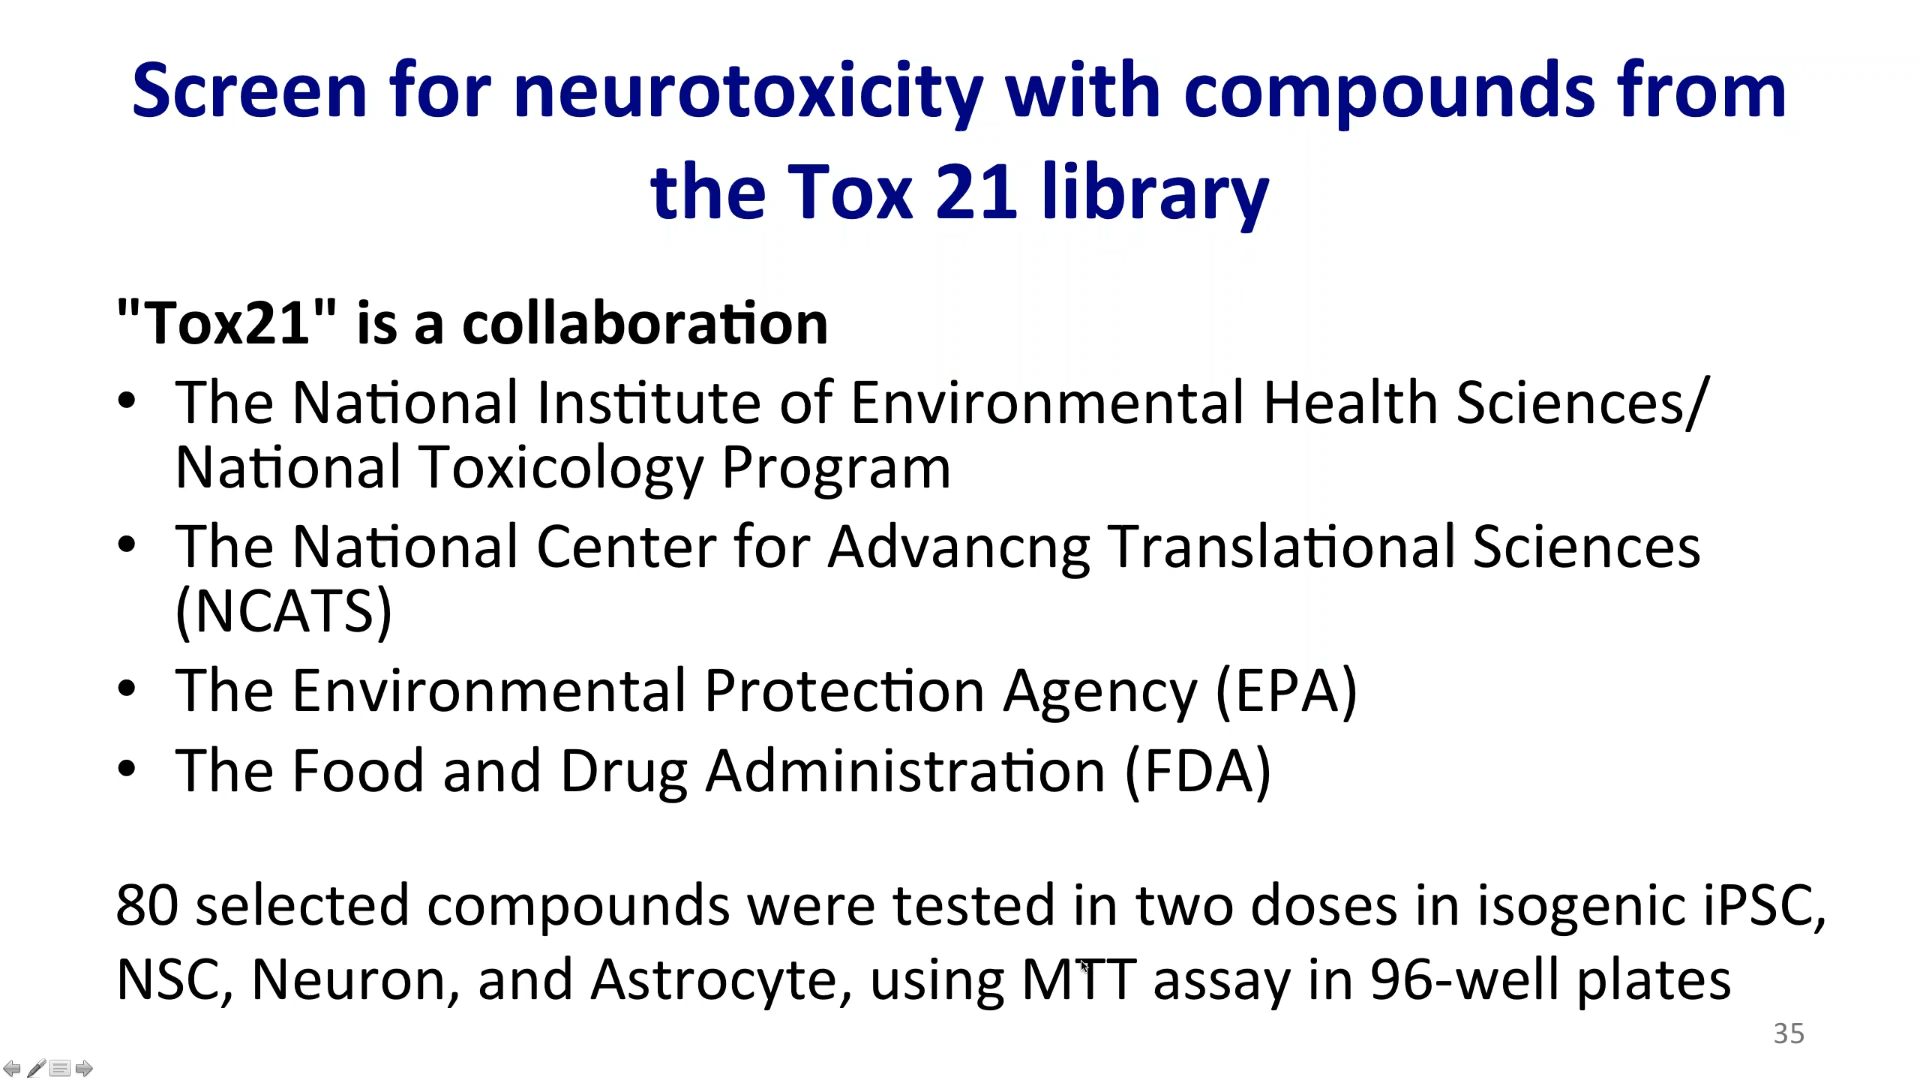 Screen for neurotoxicity with compounds from
the Tox 21 library
"Tox21" is a collaboration
• The National Institute of Environmental Health Sciences/
National Toxicology Program
• The National Center for Advancng Translational Sciences
(NCATS)
• The Environmental Protection Agency (EPA)
• The Food and Drug Administration (FDA)
80 selected compounds were tested in two doses in isogenic iPSC,
NSC, Neuron, and Astrocyte, using MTT assay in 96-well plates
35